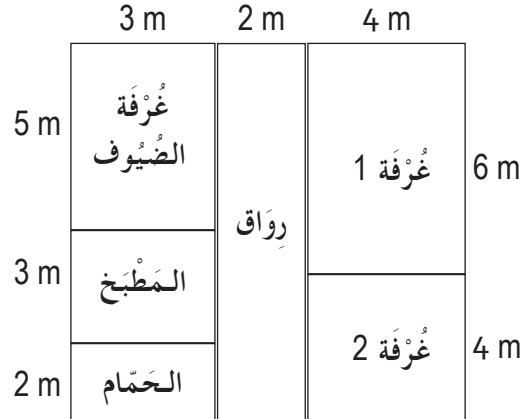 3 m 2 m 4 m
5 m
غُرْفَة
الضُيُوف
غُرْفَة 1
6 m
رِوَاق
3 m
المَطْبَخ
غُرْفَة 2
4 m
2 m
الحَمّام